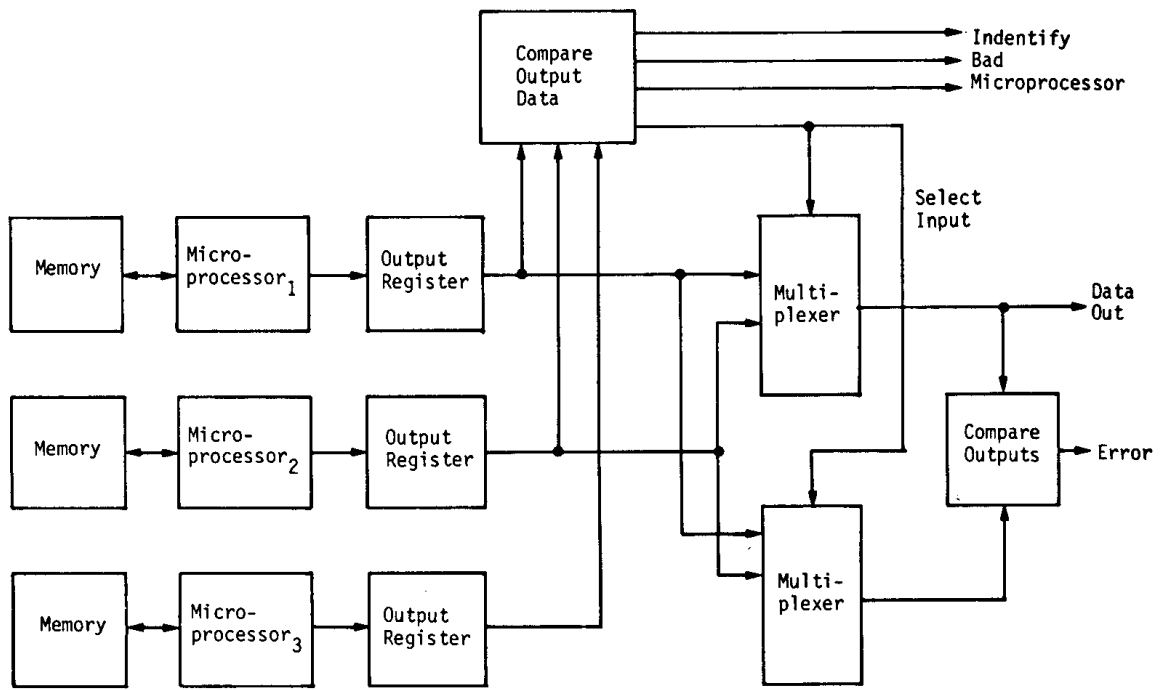 Compare
Output
Data
Indentify
Bad
Microprocessor
Select
Input
Memory
Micro-
processor1
Output
Register
Multi-
plexer
Data
Out
Memory
Micro-
processor2
Output
Register
Compare
Outputs
Error
Memory
Micro-
processor3
Output
Register
Multi-
plexer